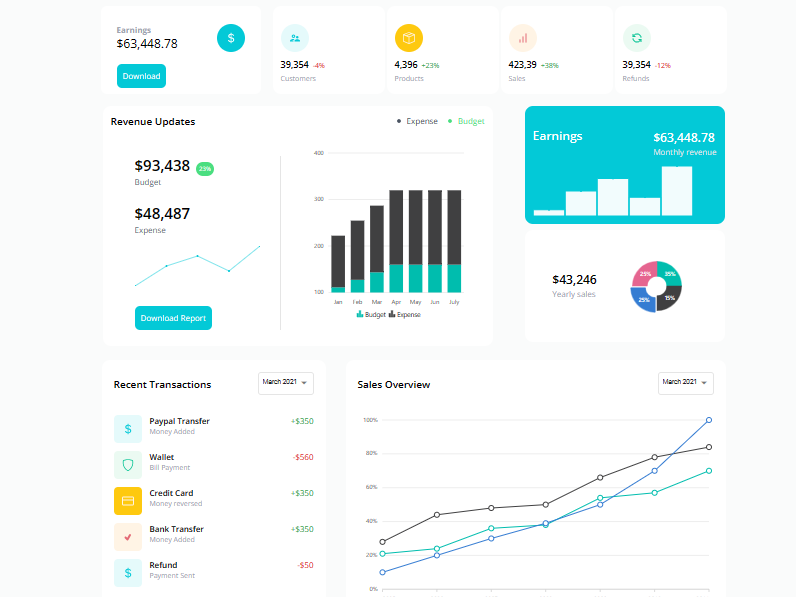 Earnings
$63,448.78
$
Download
39,354 -4%
Customers
4,396 +23%
Products
423,39 +38%
Sales
39,354 -12%
Refunds
Revenue Updates
Expense
Budget
$93,438 23%
Budget
$48,487
Expense
Download Report
400
300
200
100
Jan Feb Mar Apr May Jun July
Budget Expense
Earnings
$63,448.78
Monthly revenue
$43,246
Yearly sales
25% 35%
25% 15%
Recent Transactions
March 2021
$
Paypal Transfer
Money Added
+$350
Wallet
Bill Payment
-$560
Credit Card
Money reversed
+$350
Bank Transfer
Money Added
+$350
$
Refund
Payment Sent
-$50
Sales Overview
March 2021
100%
80%
60%
40%
20%
0%